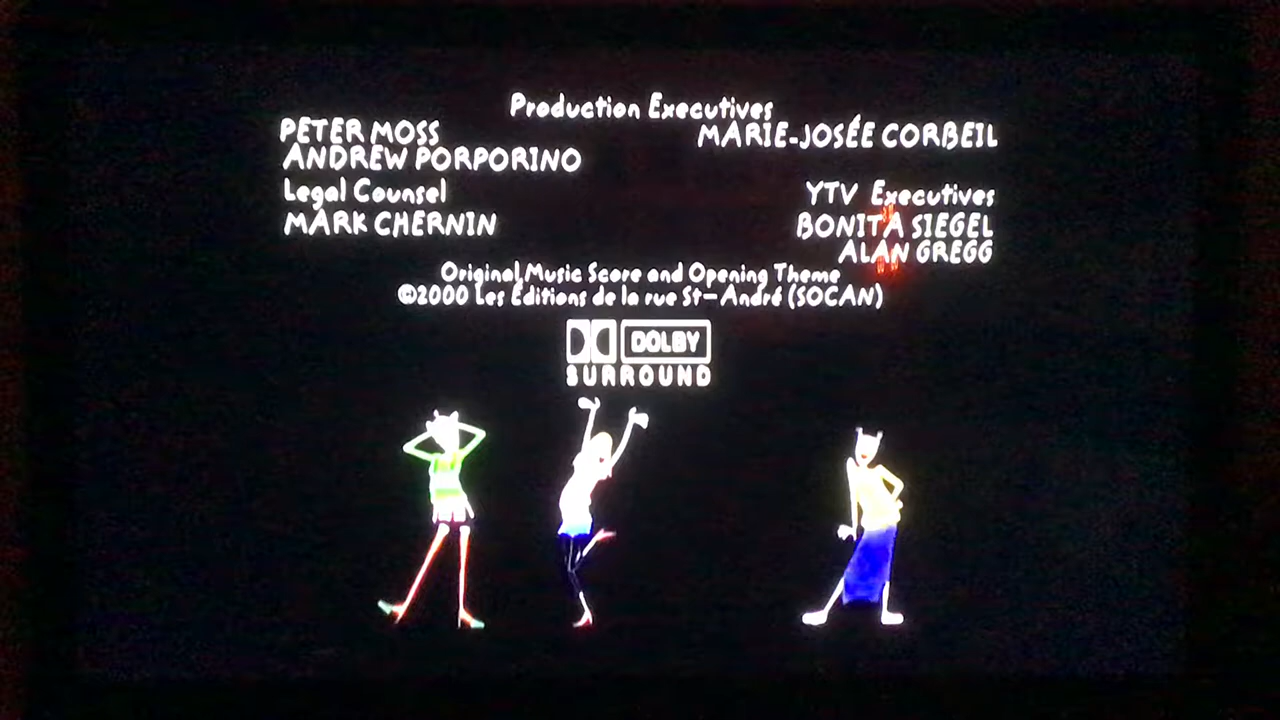 Production Executives
PETER MOSS
MARIE-JOSÉE CORBEIL
ANDREW PORPORINO
Legal Counsel
YTV Executives
MARK CHERNIN
BONITA SIEGEL
ALAN GREGG
Original Music Score and Opening Theme
©2000 Les Éditions de la rue St-André (SOCAN)
DOLBY
SURROUND